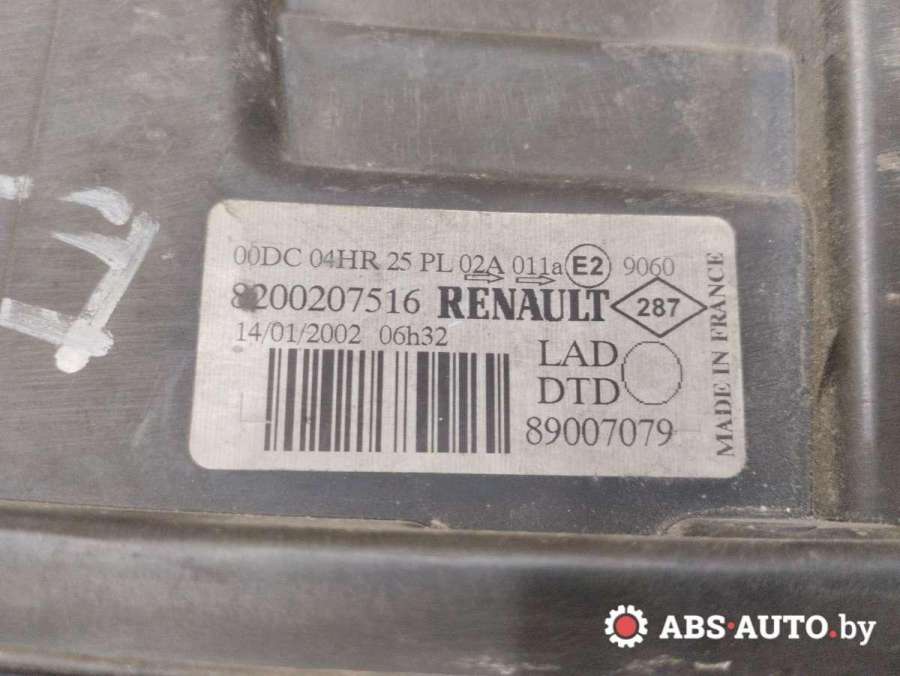 00DC 04HR 25 PL 02A 011a E2 9060
8200207516 RENAULT 287
14/01/2002 06h32
LAD
DTD
89007079
MADE IN FRANCE
ABS-AUTO.by